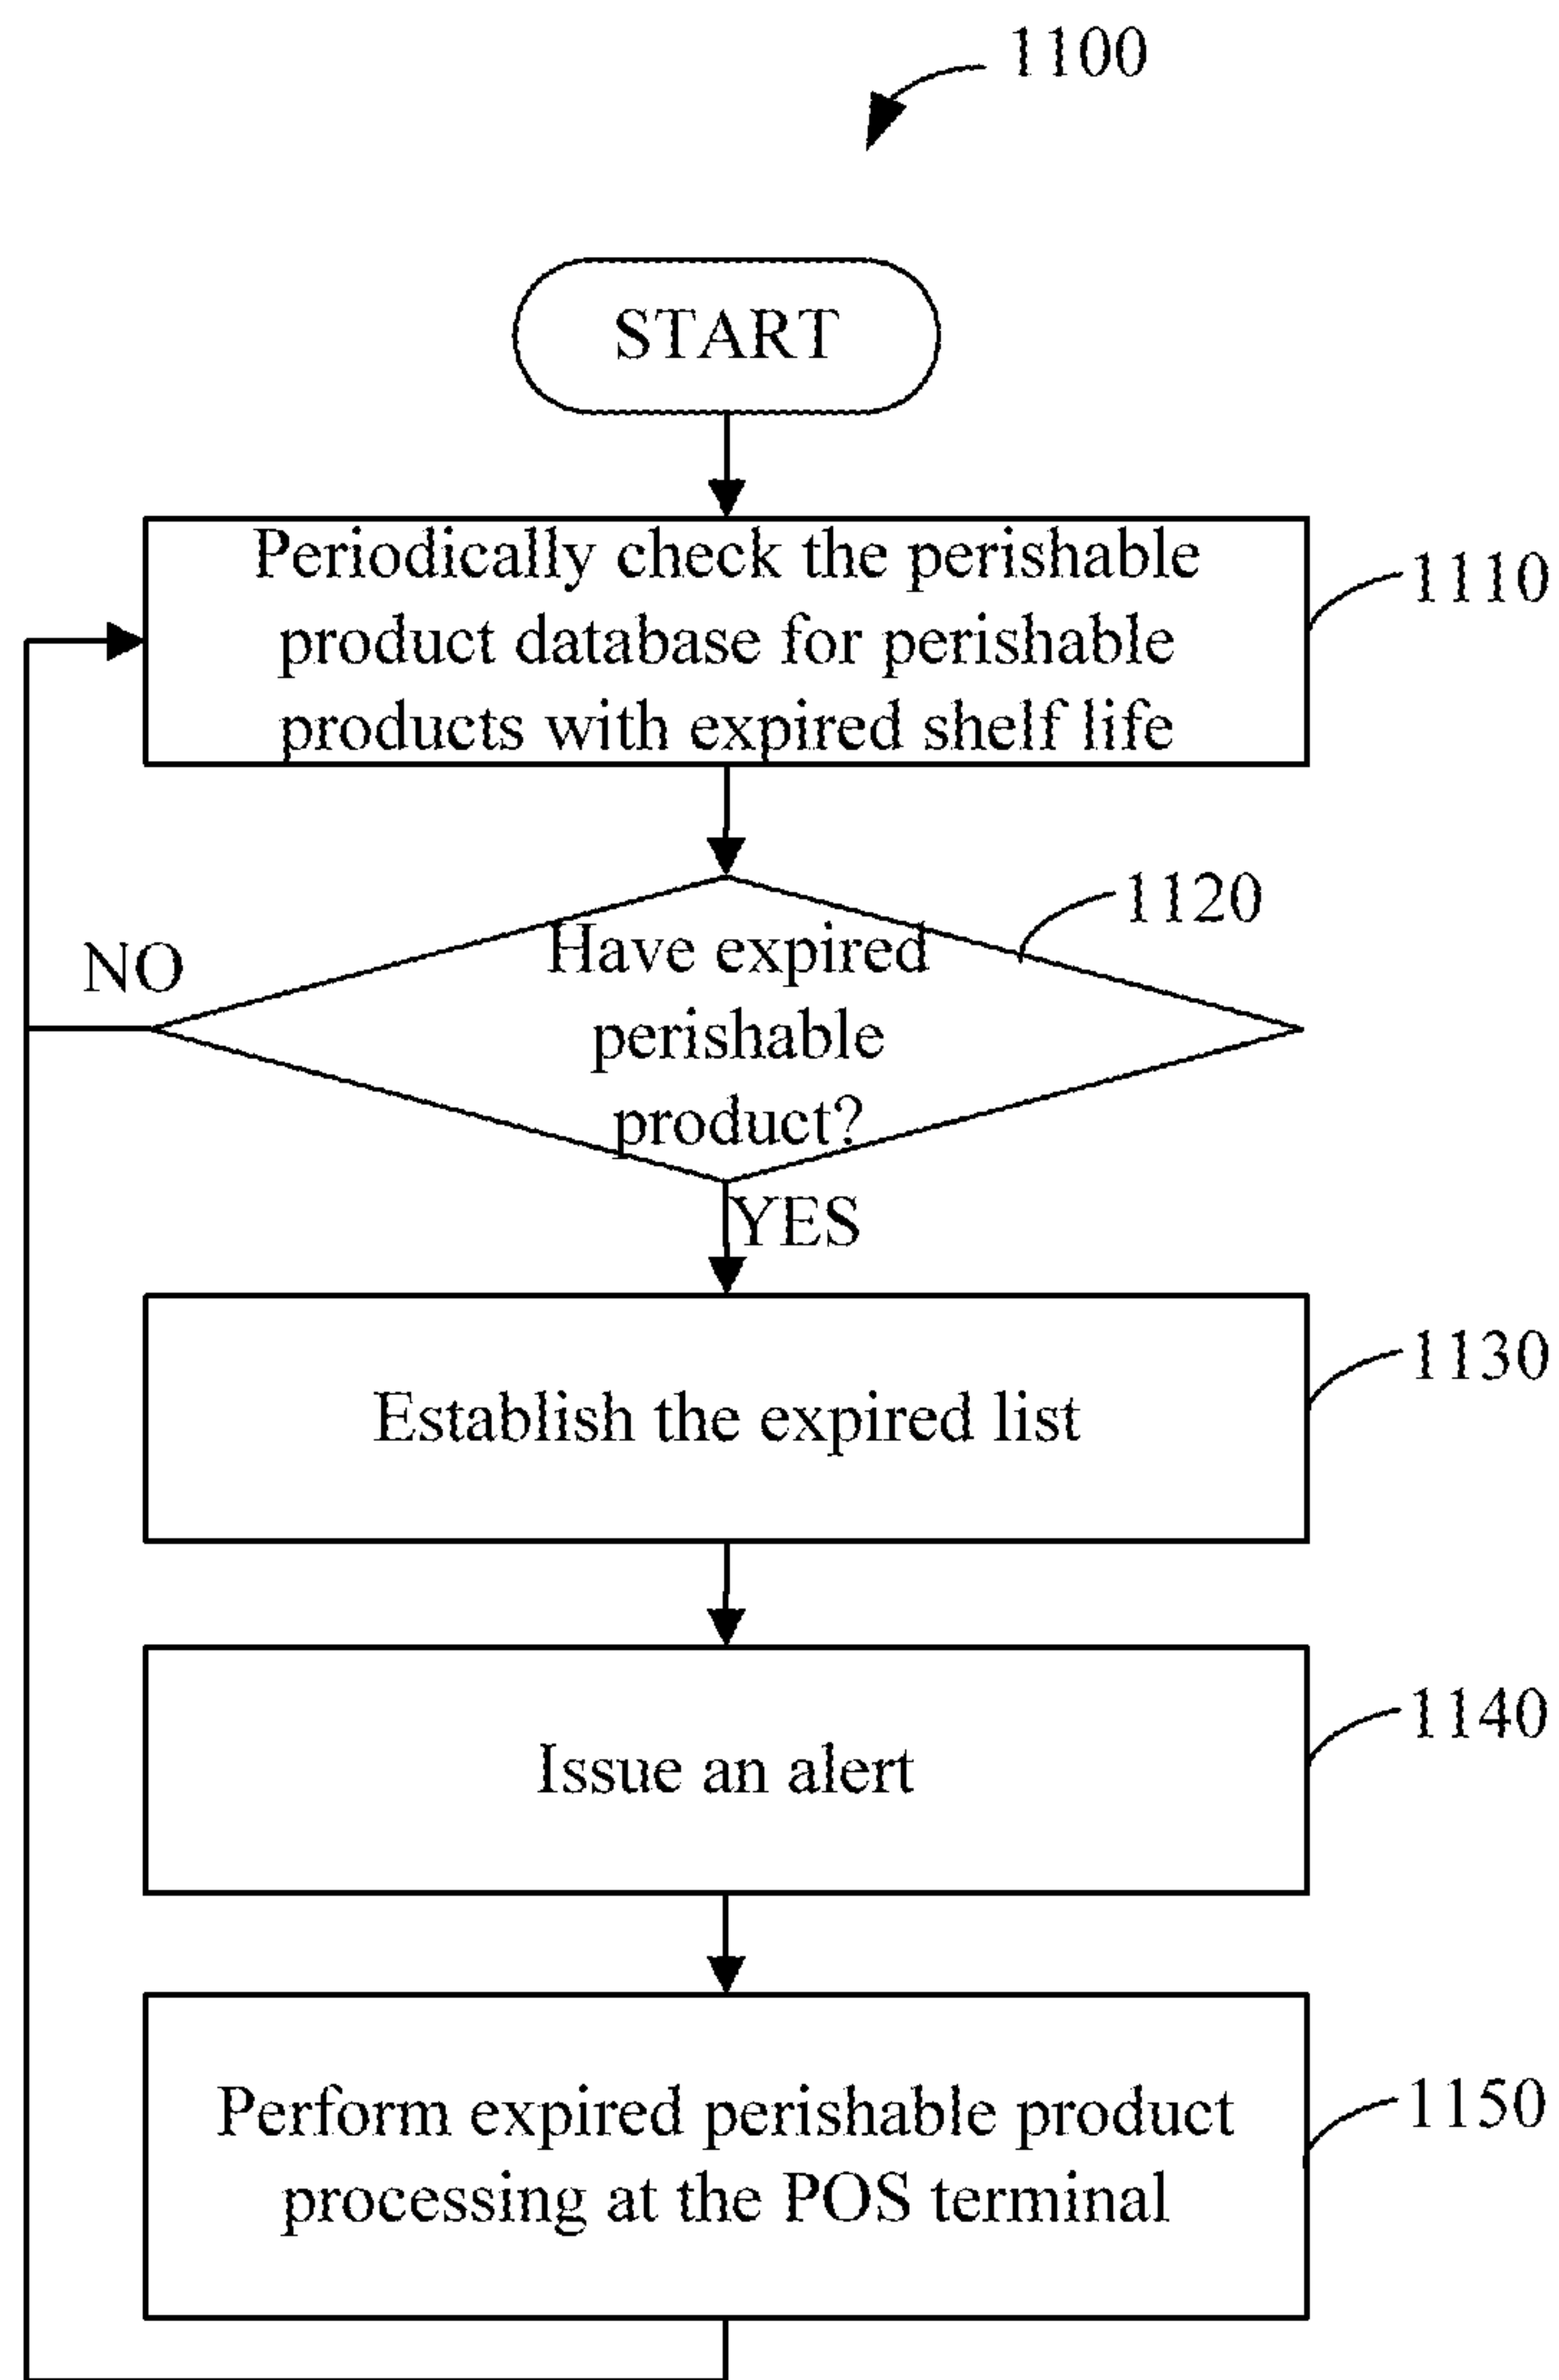 1100
START
Periodically check the perishable
product database for perishable
products with expired shelf life
1110
1120
Have expired
perishable
product?
NO
YES
Establish the expired list
1130
Issue an alert
1140
Perform expired perishable product
processing at the POS terminal
1150